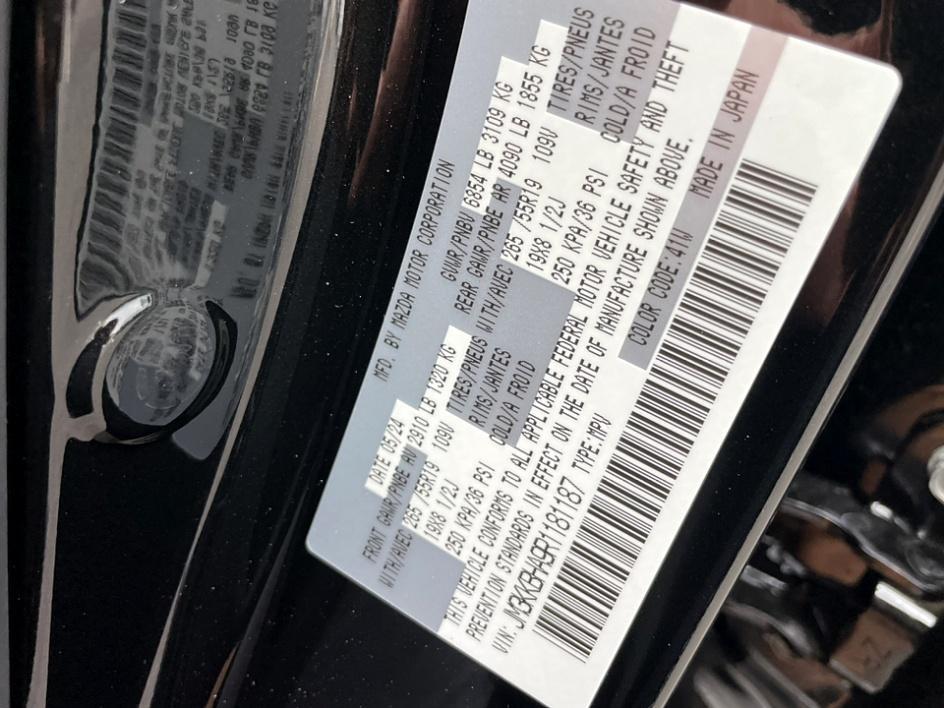 MFD. BY MAZDA MOTOR CORPORATION
DATE 05/24 GVWR/PNBV 6854 LB 3109 KG
FRONT GAWR/PNBE AV 2910 LB 1320 KG REAR GAWR/PNBE AR 4090 LB 1855 KG
WITH/AVEC 265 /55R19 109V TIRES/PNEUS WITH/AVEC 265 /55R19 109V TIRES/PNEUS
19X8 1/2J RIMS/JANTES 19X8 1/2J RIMS/JANTES
250 KPA/36 PSI COLD/A FROID 250 KPA/36 PSI COLD/A FROID
THIS VEHICLE CONFORMS TO ALL APPLICABLE FEDERAL MOTOR VEHICLE SAFETY AND THEFT
PREVENTION STANDARDS IN EFFECT ON THE DATE OF MANUFACTURE SHOWN ABOVE.
VIN: TYPE:MPV COLOR CODE:41W MADE IN JAPAN